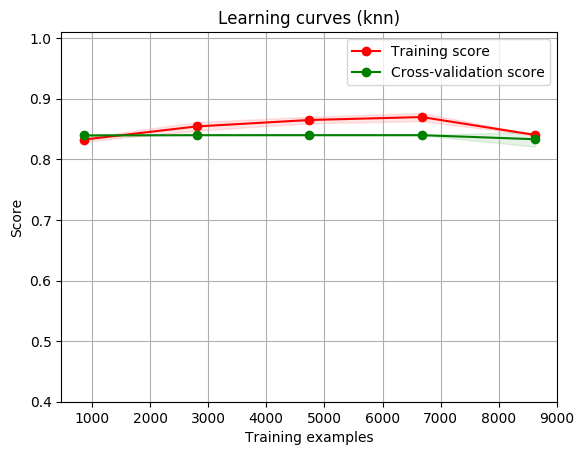 Learning curves (knn)
Training score
Cross-validation score
1.0
0.9
0.8
0.7
0.6
0.5
0.4
Score
1000 2000 3000 4000 5000 6000 7000 8000 9000
Training examples